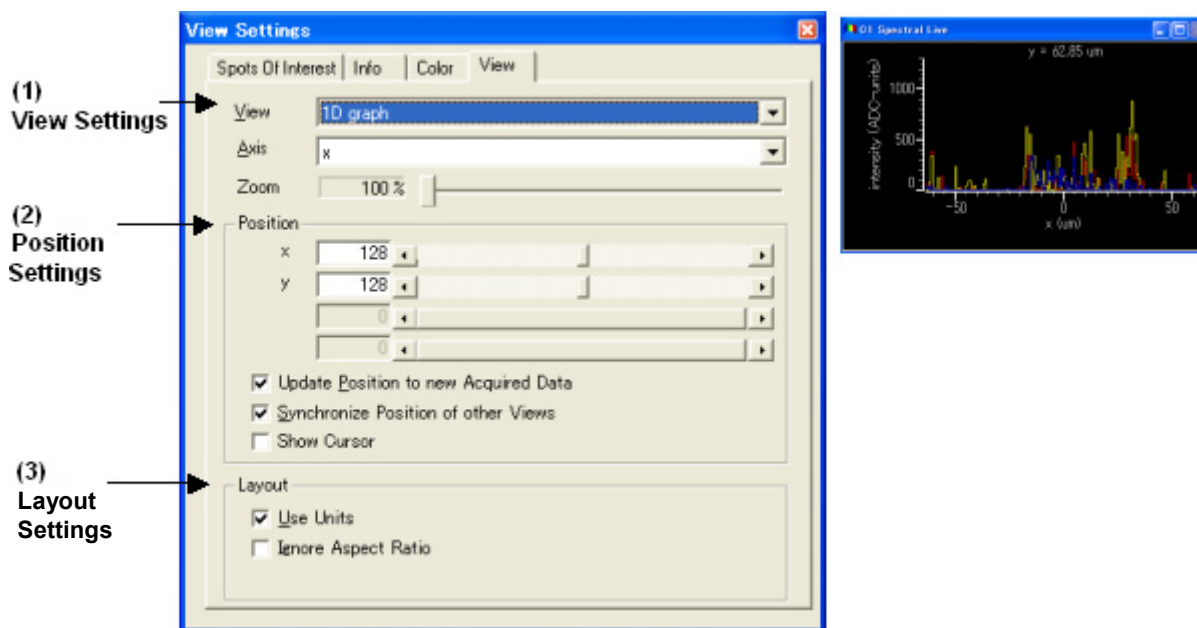 View Settings
Spots Of Interest Info Color View
(1)
View Settings
View 1D graph
Axis x
Zoom 100 %
(2)
Position
Settings
Position
x 128
y 128
0
0
Update Position to new Acquired Data
Synchronize Position of other Views
Show Cursor
(3)
Layout
Settings
Layout
Use Units
Ignore Aspect Ratio
01 Spectral Live
y = 62.85 um
intensity (ADC-units)
1000
500
0
-50 0 50
x (um)